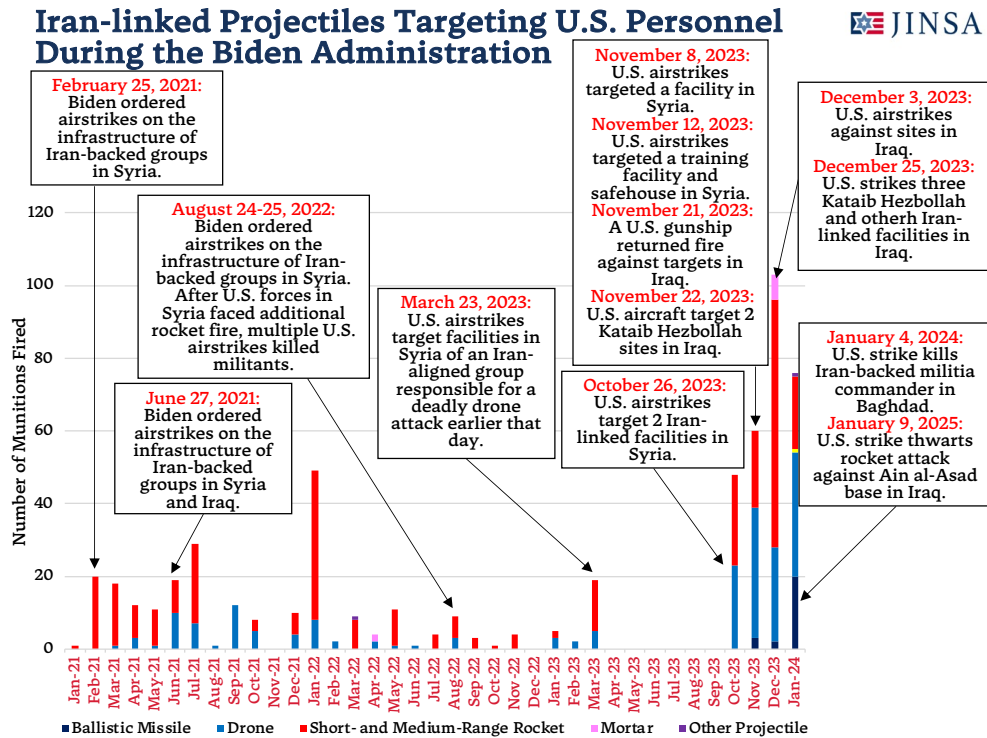 Iran-linked Projectiles Targeting U.S. Personnel
During the Biden Administration
JINSA
February 25, 2021:
Biden ordered
airstrikes on the
infrastructure of
Iran-backed groups
in Syria.
August 24-25, 2022:
Biden ordered
airstrikes on the
infrastructure of Iran-
backed groups in Syria.
After U.S. forces in
Syria faced additional
rocket fire, multiple U.S.
airstrikes killed
militants.
June 27, 2021:
Biden ordered
airstrikes on the
infrastructure of
Iran-backed
groups in Syria
and Iraq.
March 23, 2023:
U.S. airstrikes
target facilities in
Syria of an Iran-
aligned group
responsible for a
deadly drone
attack earlier that
day.
November 8, 2023:
U.S. airstrikes
targeted a facility in
Syria.
November 12, 2023:
U.S. airstrikes
targeted a training
facility and
safehouse in Syria.
November 21, 2023:
A U.S. gunship
returned fire
against targets in
Iraq.
November 22, 2023:
U.S. aircraft target 2
Kataib Hezbollah
sites in Iraq.
October 26, 2023:
U.S. airstrikes
target 2 Iran-
linked facilities in
Syria.
December 3, 2023:
U.S. airstrikes
against sites in
Iraq.
December 25, 2023:
U.S. strikes three
Kataib Hezbollah
and otherh Iran-
linked facilities in
Iraq.
January 4, 2024:
U.S. strike kills
Iran-backed militia
commander in
Baghdad.
January 9, 2025:
U.S. strike thwarts
rocket attack
against Ain al-Asad
base in Iraq.
Number of Munitions Fired
120
100
80
60
40
20
0
Jan-21
Feb-21
Mar-21
Apr-21
May-21
Jun-21
Jul-21
Aug-21
Sep-21
Oct-21
Nov-21
Dec-21
Jan-22
Feb-22
Mar-22
Apr-22
May-22
Jun-22
Jul-22
Aug-22
Sep-22
Oct-22
Nov-22
Dec-22
Jan-23
Feb-23
Mar-23
Apr-23
May-23
Jun-23
Jul-23
Aug-23
Sep-23
Oct-23
Nov-23
Dec-23
Jan-24
Ballistic Missile
Drone
Short- and Medium-Range Rocket
Mortar
Other Projectile